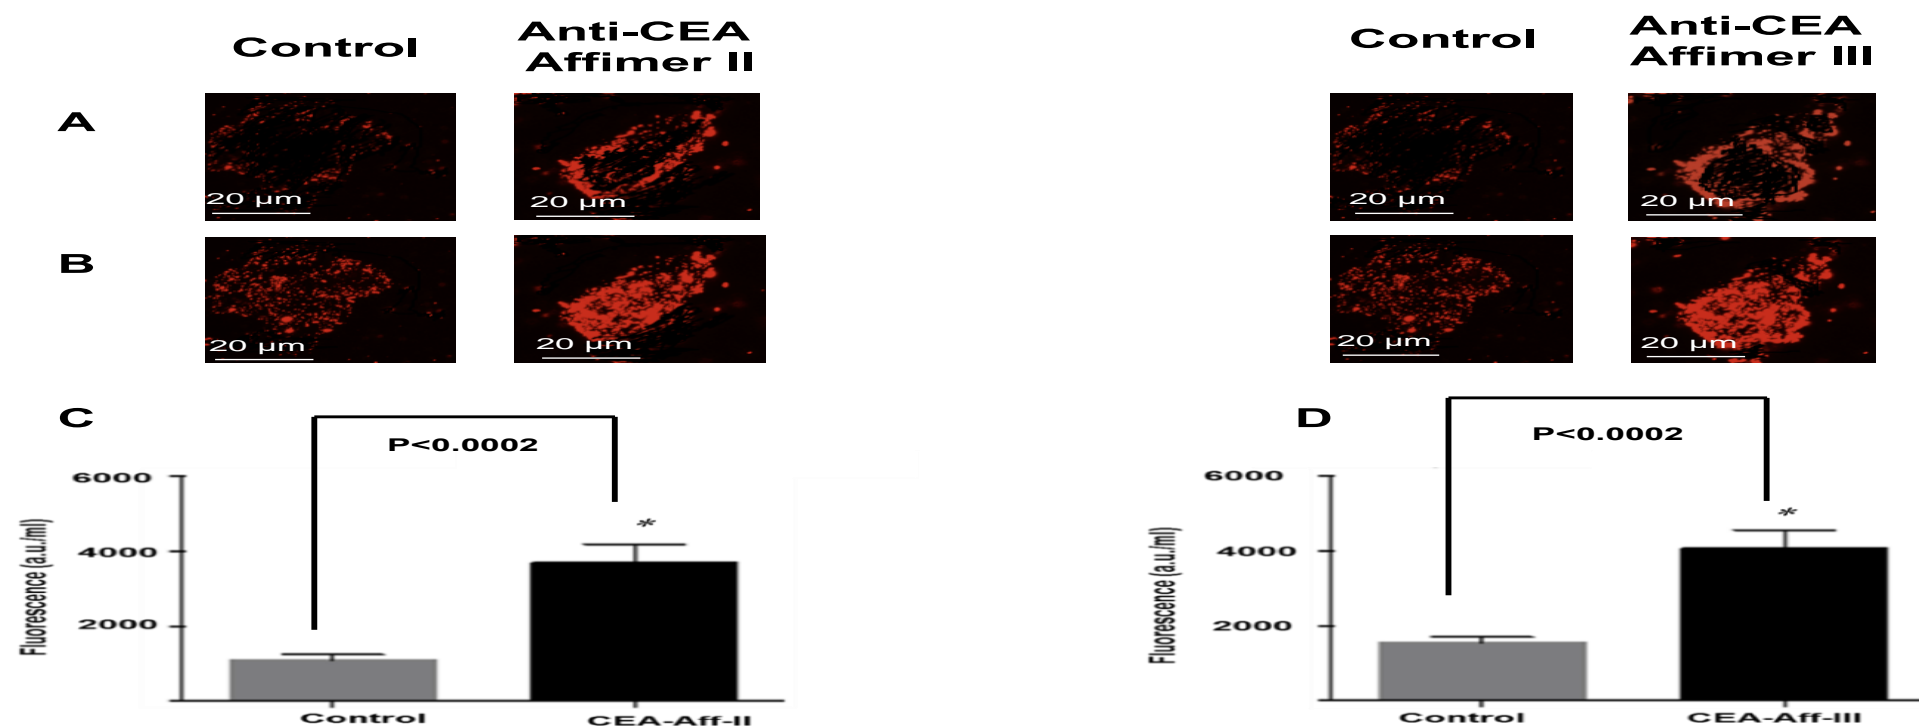 Control
Anti-CEA
Affimer II
Control
Anti-CEA
Affimer III
A
20 µm
20 µm
20 µm
20 µm
B
20 µm
20 µm
20 µm
20 µm
C
P<0.0002
6000
4000
2000
Fluorescene (a.u./ml)
*
Control
CEA-Aff-II
D
P<0.0002
6000
4000
2000
Fluorescence (a.u./ml)
*
Control
CEA-Aff-III